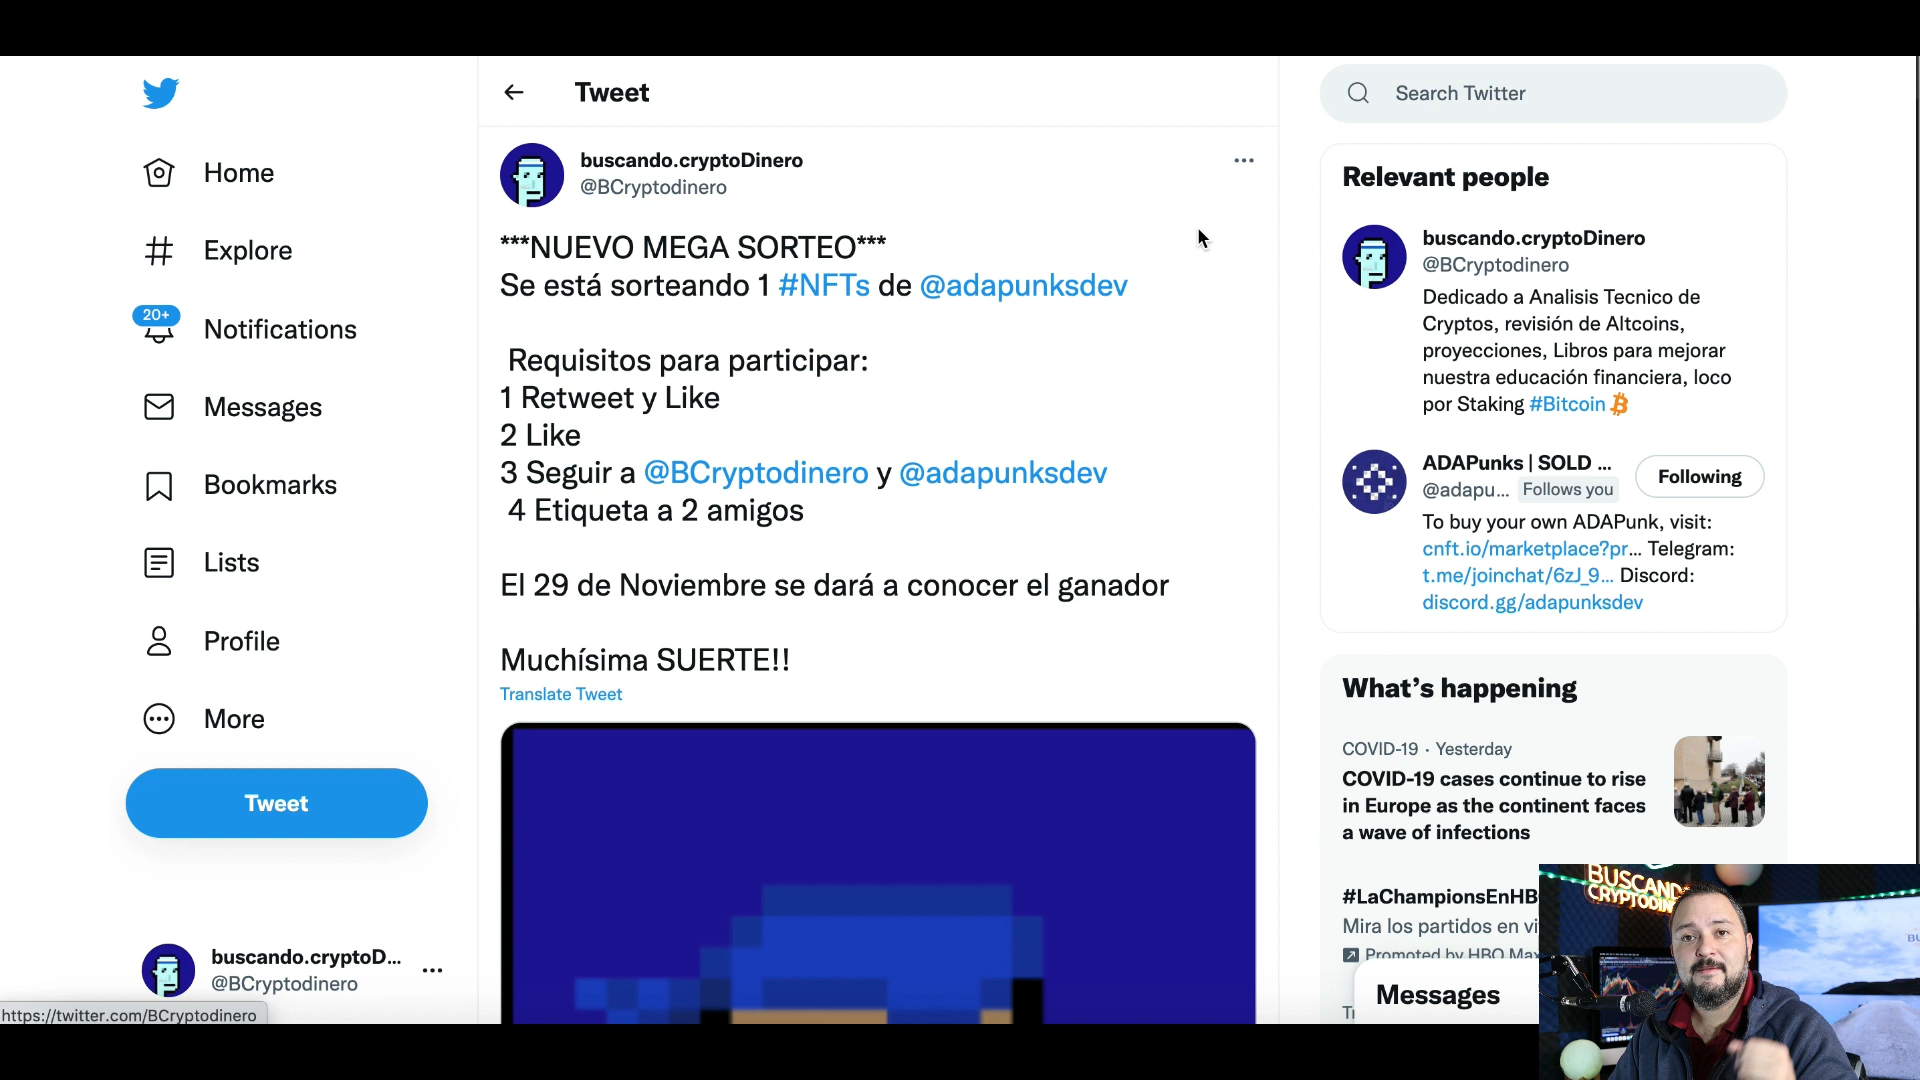 Home
Explore
20+
Notifications
Messages
Bookmarks
Lists
Profile
More
Tweet
buscando.cryptoD...
@BCryptodinero
https://twitter.com/BCryptodinero
Tweet
buscando.cryptoDinero
@BCryptodinero
***NUEVO MEGA SORTEO***
Se está sorteando 1 #NFTs de @adapunksdev
Requisitos para participar:
1 Retweet y Like
2 Like
3 Seguir a @BCryptodinero y @adapunksdev
4 Etiqueta a 2 amigos
El 29 de Noviembre se dará a conocer el ganador
Muchísima SUERTE!!
Translate Tweet
Search Twitter
Relevant people
buscando.cryptoDinero
@BCryptodinero
Dedicado a Analisis Tecnico de
Cryptos, revisión de Altcoins,
proyecciones, Libros para mejorar
nuestra educación financiera, loco
por Staking #Bitcoin
ADAPunks | SOLD ...
@adapu... Follows you
Following
To buy your own ADAPunk, visit:
cnft.io/marketplace?pr... Telegram:
t.me/joinchat/6zJ_9... Discord:
discord.gg/adapunksdev
What's happening
COVID-19 · Yesterday
COVID-19 cases continue to rise
in Europe as the continent faces
a wave of infections
#LaChampionsEnHB
Mira los partidos en vi
Promoted by HBO Max
Messages
BUSCAND
CRYPTODIN